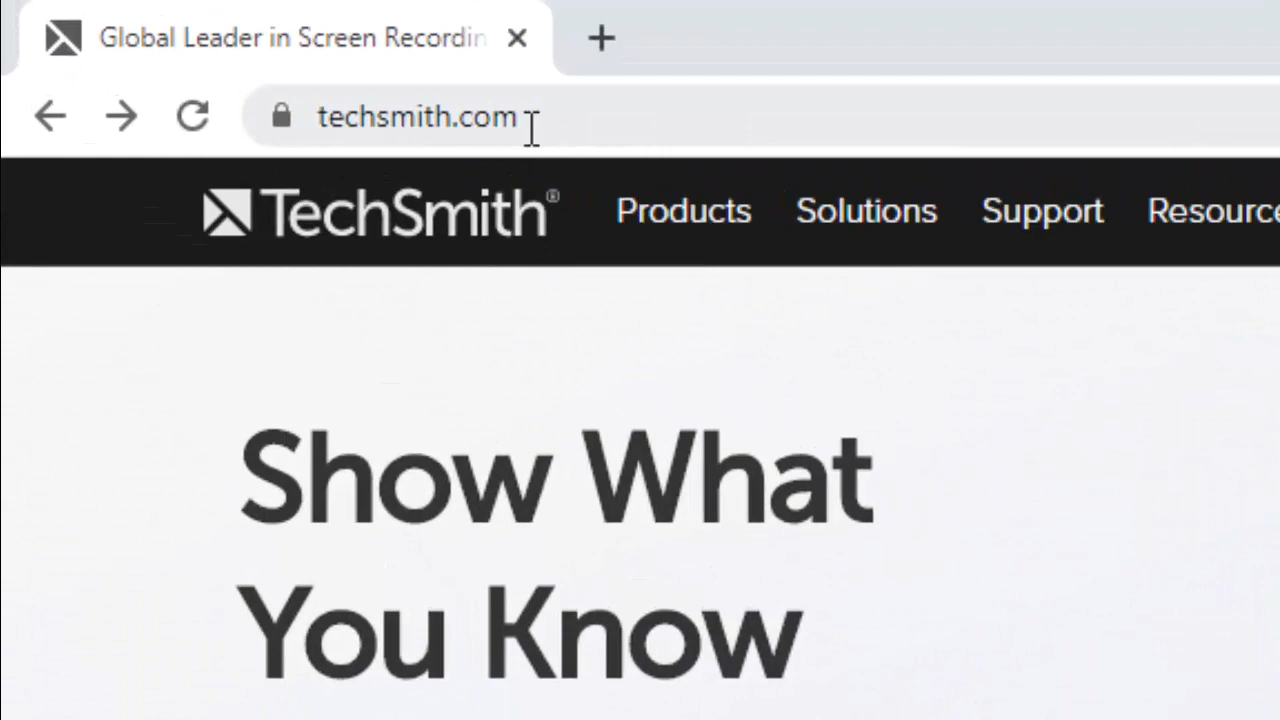 Global Leader in Screen Recordin
techsmith.com
TechSmith® Products Solutions Support Resource
Show What
You Know